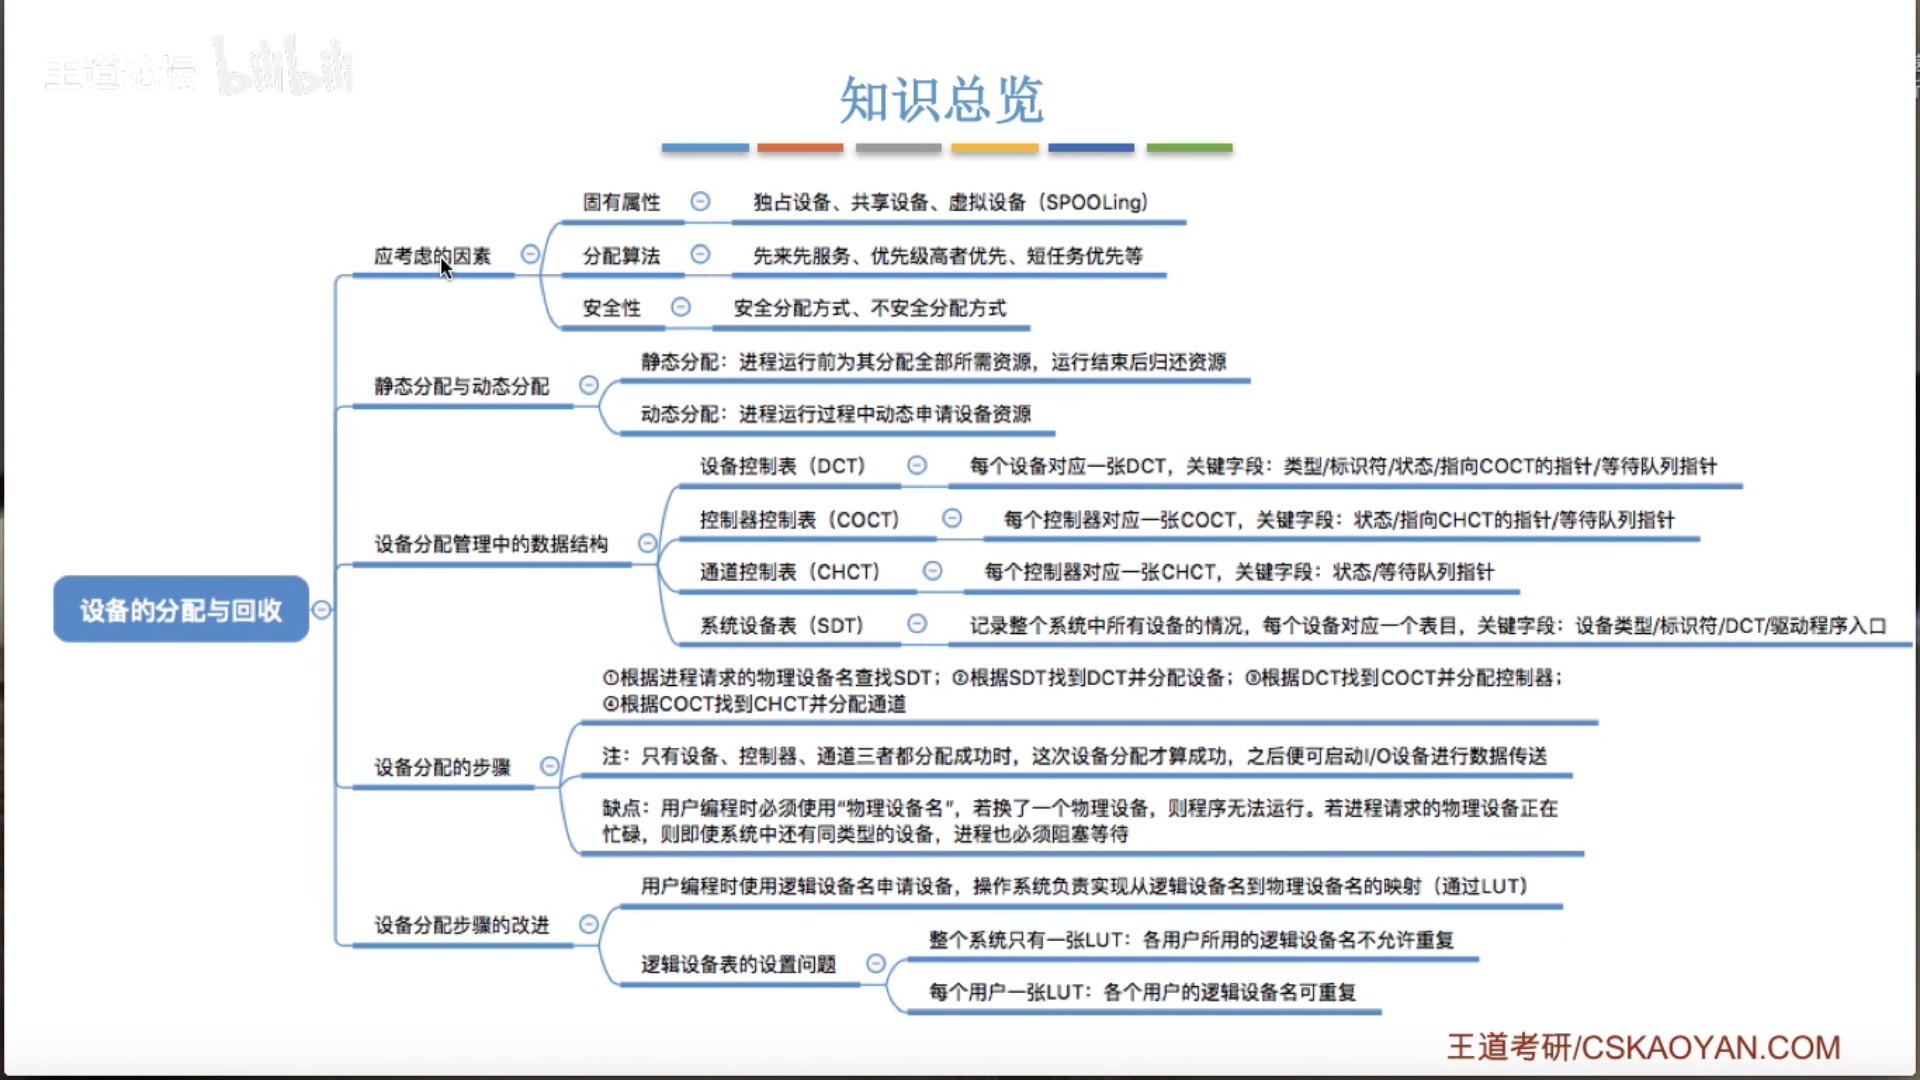 王道论坛 bilibili
知识总览
固有属性 独占设备、共享设备、虚拟设备（SPOOLing）
应考虑的因素
分配算法 先来先服务、优先级高者优先、短任务优先等
安全性 安全分配方式、不安全分配方式
静态分配与动态分配
静态分配：进程运行前为其分配全部所需资源，运行结束后归还资源
动态分配：进程运行过程中动态申请设备资源
设备分配管理中的数据结构
设备控制表（DCT） 每个设备对应一张DCT，关键字段：类型/标识符/状态/指向COCT的指针/等待队列指针
控制器控制表（COCT） 每个控制器对应一张COCT，关键字段：状态/指向CHCT的指针/等待队列指针
通道控制表（CHCT） 每个控制器对应一张CHCT，关键字段：状态/等待队列指针
系统设备表（SDT） 记录整个系统中所有设备的情况，每个设备对应一个表目，关键字段：设备类型/标识符/DCT/驱动程序入口
设备的分配与回收
设备分配的步骤
①根据进程请求的物理设备名查找SDT；②根据SDT找到DCT并分配设备；③根据DCT找到COCT并分配控制器；
④根据COCT找到CHCT并分配通道
注：只有设备、控制器、通道三者都分配成功时，这次设备分配才算成功，之后便可启动I/O设备进行数据传送
缺点：用户编程时必须使用“物理设备名”，若换了一个物理设备，则程序无法运行。若进程请求的物理设备正在
忙碌，则即使系统中还有同类型的设备，进程也必须阻塞等待
设备分配步骤的改进
用户编程时使用逻辑设备名申请设备，操作系统负责实现从逻辑设备名到物理设备名的映射（通过LUT）
逻辑设备表的设置问题
整个系统只有一张LUT：各用户所用的逻辑设备名不允许重复
每个用户一张LUT：各个用户的逻辑设备名可重复
王道考研/CSKAOYAN.COM